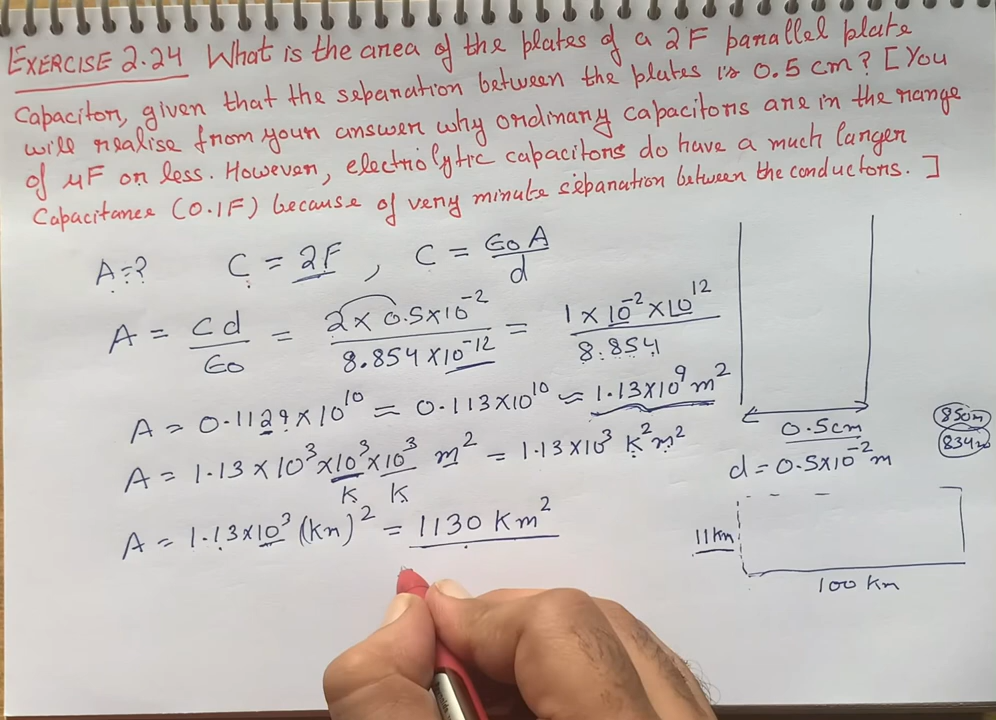 EXERCISE 2.24 What is the area of the plates of a 2F parallel plate
Capacitor, given that the separation between the plates is 0.5 cm? [You
will realise from your answer why ordinary capacitors are in the range
of μF or less. However, electrolytic capacitors do have a much larger
Capacitance (0.1F) because of very minute separation between the conductors. ]
A=? C = 2F , C = ϵ0 A / d
A = Cd / ϵ0 = 2 × 0.5×10^-2 / 8.854 ×10^-12 = 1 × 10^-2 × 10^12 / 8.854
A = 0.1129 × 10^10 = 0.113×10^10 ≈ 1.13×10^9 m^2
A = 1.13 × 10^3 × 10^3 × 10^3 m^2 = 1.13×10^3 k^2 m^2
k k
A = 1.13×10^3 (km)^2 = 1130 Km^2
0.5cm
d = 0.5×10^-2 m
850m
834m
11Km
100 Km